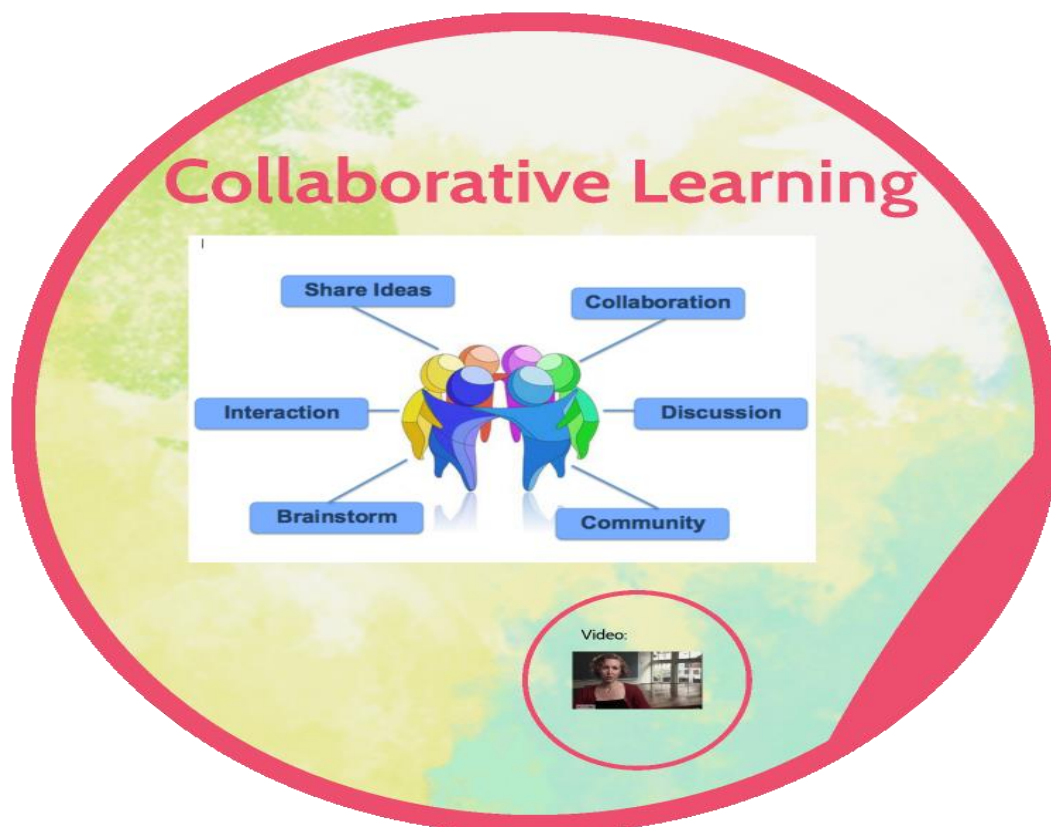 Collaborative Learning
Share Ideas
Collaboration
Interaction
Discussion
Brainstorm
Community
Video: